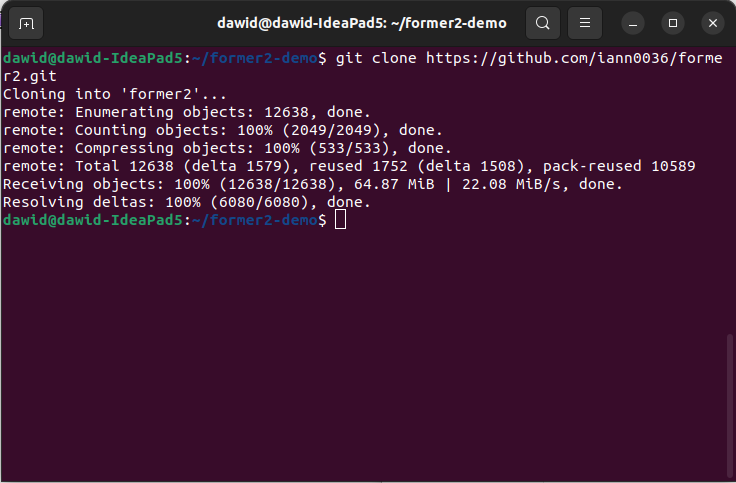 dawid@dawid-IdeaPad5: ~/former2-demo
dawid@dawid-IdeaPad5:~/former2-demo$ git clone https://github.com/iann0036/forme
r2.git
Cloning into 'former2'...
remote: Enumerating objects: 12638, done.
remote: Counting objects: 100% (2049/2049), done.
remote: Compressing objects: 100% (533/533), done.
remote: Total 12638 (delta 1579), reused 1752 (delta 1508), pack-reused 10589
Receiving objects: 100% (12638/12638), 64.87 MiB | 22.08 MiB/s, done.
Resolving deltas: 100% (6080/6080), done.
dawid@dawid-IdeaPad5:~/former2-demo$